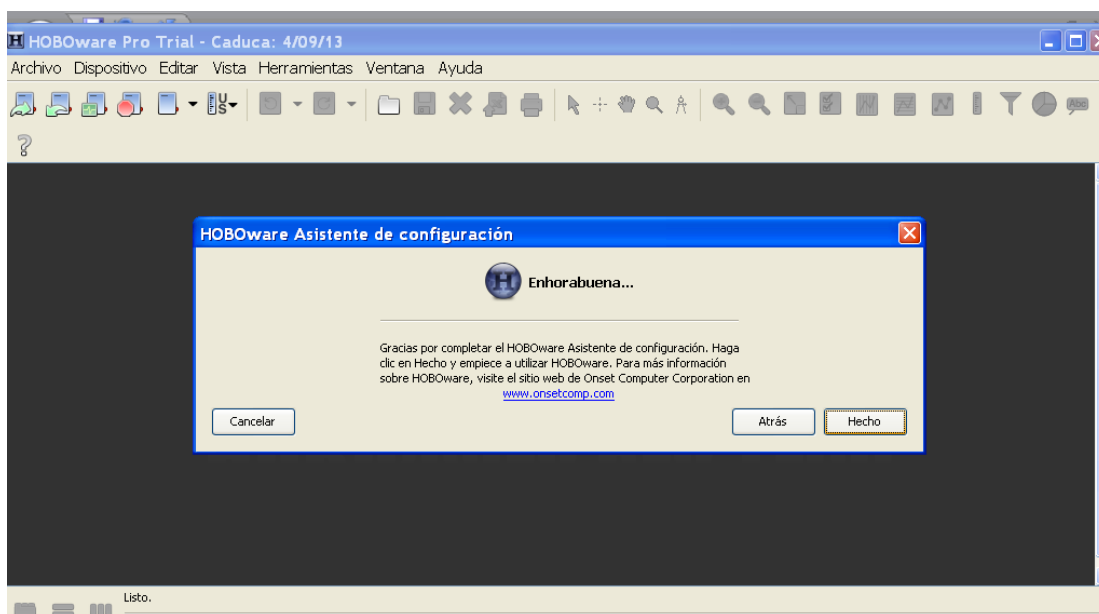 HOBOware Pro Trial - Caduca: 4/09/13
Archivo Dispositivo Editar Vista Herramientas Ventana Ayuda
US
Abc
?
HOBOware Asistente de configuración
H
Enhorabuena...
Gracias por completar el HOBOware Asistente de configuración. Haga
clic en Hecho y empiece a utilizar HOBOware. Para más información
sobre HOBOware, visite el sitio web de Onset Computer Corporation en
www.onsetcomp.com
Cancelar Atrás Hecho
Listo.